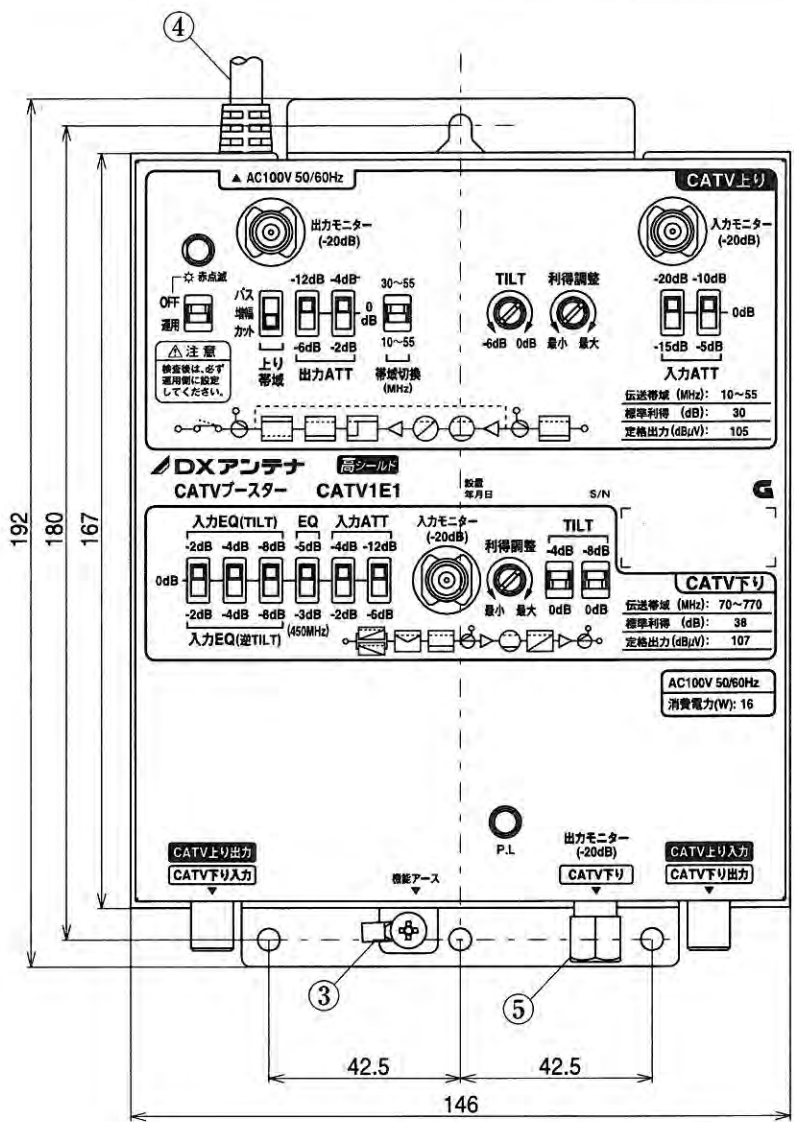 ④
▲ AC100V 50/60Hz
CATV上り
出力モニター
(-20dB)
入力モニター
(-20dB)
赤点滅
OFF
運用
パス
増幅
カット
上り
帯域
-12dB -4dB
0
dB
-6dB -2dB
出力ATT
30~55
10~55
帯域切換
(MHz)
TILT
-6dB 0dB
利得調整
最小 最大
-20dB -10dB
0dB
-15dB -5dB
入力ATT
⚠注意
検査後は、必ず
運用側に設定
してください。
伝送帯域 (MHz): 10~55
標準利得 (dB): 30
定格出力 (dBμV): 105
DXアンテナ 高シールド
CATVブースター CATV1E1
設置
年月日
S/N
G
入力EQ(TILT) EQ 入力ATT
-2dB -4dB -8dB -5dB -4dB -12dB
0dB
-2dB -4dB -8dB -3dB -2dB -6dB
入力EQ(逆TILT) (450MHz)
入力モニター
(-20dB)
利得調整
最小 最大
TILT
-4dB -8dB
0dB 0dB
CATV下り
伝送帯域 (MHz): 70~770
標準利得 (dB): 38
定格出力(dBμV): 107
AC100V 50/60Hz
消費電力(W): 16
P.L
CATV上り出力
CATV下り入力
機能アース
出力モニター
(-20dB)
CATV下り
CATV上り入力
CATV下り出力
③
⑤
192
180
167
42.5
42.5
146